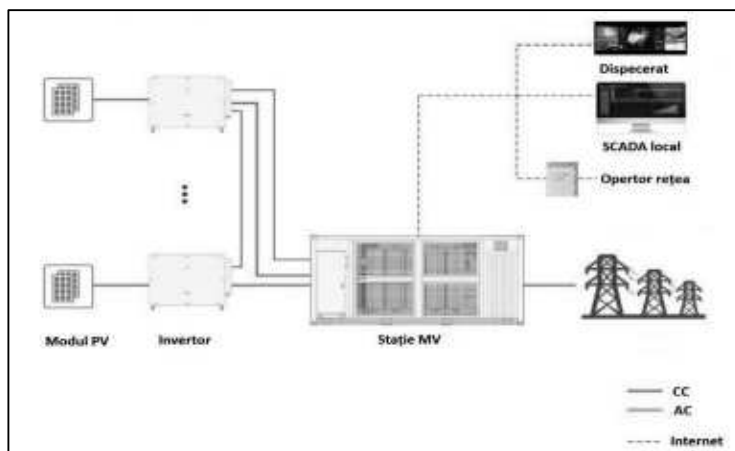 Dispecerat
SCADA local
Opertor rețea
Modul PV
Invertor
Stație MV
CC
AC
Internet